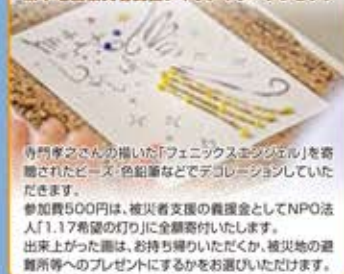 寺門孝之さんの描いた「フェニックスエンジェル」を寄
贈されたビーズ・色鉛筆などでデコレーションしていた
だきます。
参加費500円は、被災者支援の義援金としてNPO法
人「1.17希望の灯り」に全額寄付いたします。
出来上がった画は、お持ち帰りいただくか、被災地の避
難所等へのプレゼントにするかをお選びいただけます。